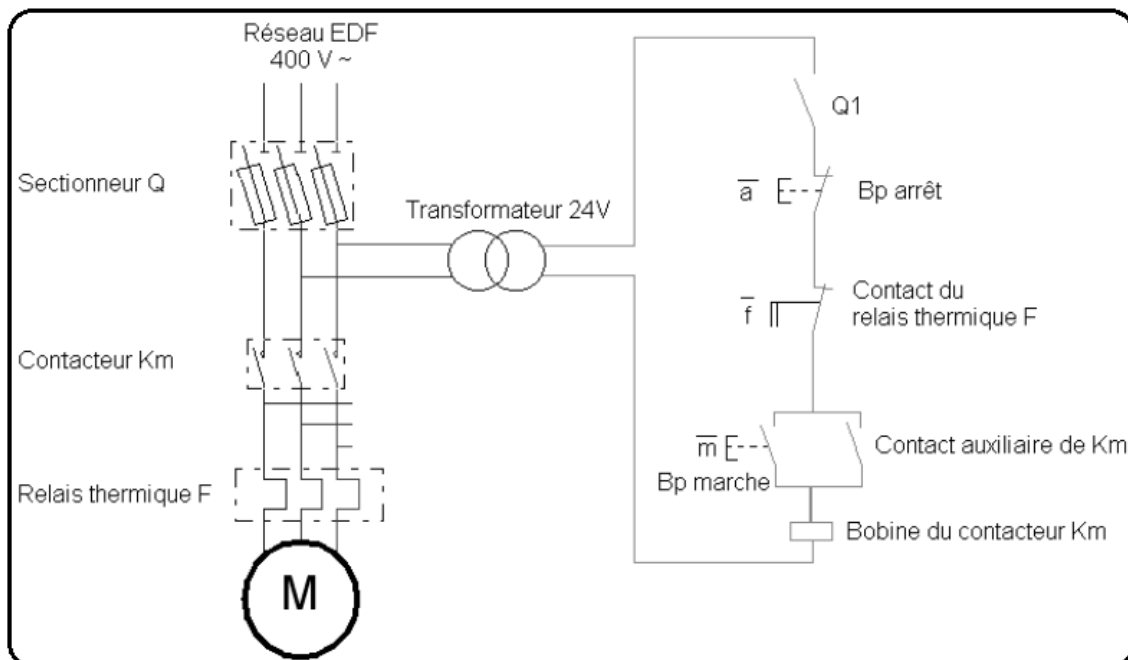 Réseau EDF
400 V ~
Q1
Sectionneur Q
a
Bp arrêt
Transformateur 24V
Contact du
relais thermique F
f
Contacteur Km
m
Contact auxiliaire de Km
Bp marche
Relais thermique F
Bobine du contacteur Km
M